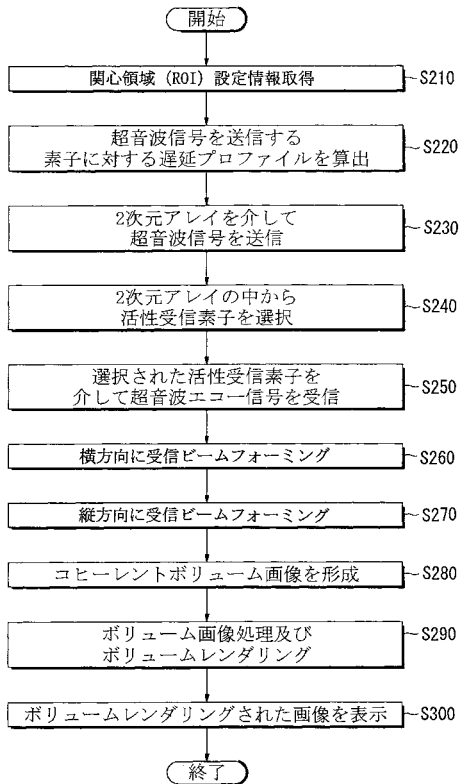 開始
関心領域 (ROI) 設定情報取得
S210
超音波信号を送信する
素子に対する遅延プロファイルを算出
S220
2次元アレイを介して
超音波信号を送信
S230
2次元アレイの中から
活性受信素子を選択
S240
選択された活性受信素子を
介して超音波エコー信号を受信
S250
横方向に受信ビームフォーミング
S260
縦方向に受信ビームフォーミング
S270
コヒーレントボリューム画像を形成
S280
ボリューム画像処理及び
ボリュームレンダリング
S290
ボリュームレンダリングされた画像を表示
S300
終了